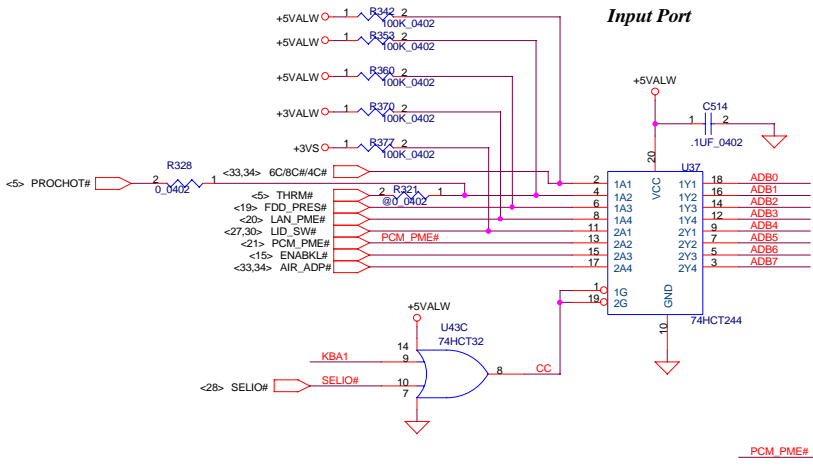 Input Port
+5VALW 1 R342 2
100K_0402
+5VALW 1 R353 2
100K_0402
+5VALW 1 R360 2
100K_0402
+3VALW 1 R370 2
100K_0402
+3VS 1 R377 2
100K_0402
+5VALW
C514
1 2
.1UF_0402
<5> PROCHOT# 2 R328 1
0_0402
<33,34> 6C/8C#/4C#
<5> THRM# 2 R321 1
@0_0402
<19> FDD_PRES#
<20> LAN_PME#
<27,30> LID_SW#
<21> PCM_PME# PCM_PME#
<15> ENABKL#
<33,34> AIR_ADP#
20 U37
VCC
2 1A1 1Y1 18 ADB0
4 1A2 1Y2 16 ADB1
6 1A3 1Y3 14 ADB2
8 1A4 1Y4 12 ADB3
11 2A1 2Y1 9 ADB4
13 2A2 2Y2 7 ADB5
15 2A3 2Y3 5 ADB6
17 2A4 2Y4 3 ADB7
1 1G
19 2G
GND
10
74HCT244
+5VALW
U43C
74HCT32
14
KBA1 9
8 CC
<28> SELIO# SELIO# 10
7
PCM_PME#